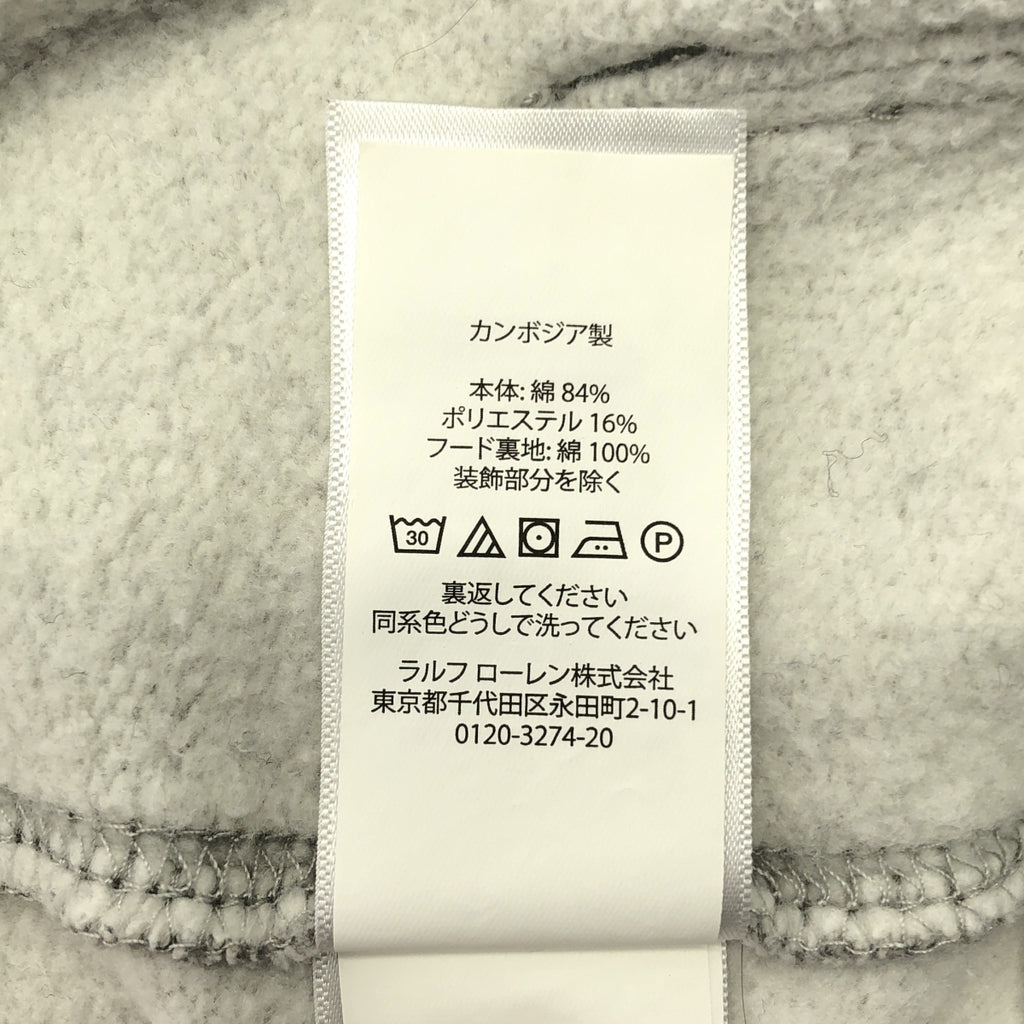 カンボジア製
本体: 綿 84%
ポリエステル 16%
フード裏地: 綿 100%
装飾部分を除く
30 P
裏返してください
同系色どうしで洗ってください
ラルフ ローレン株式会社
東京都千代田区永田町2-10-1
0120-3274-20